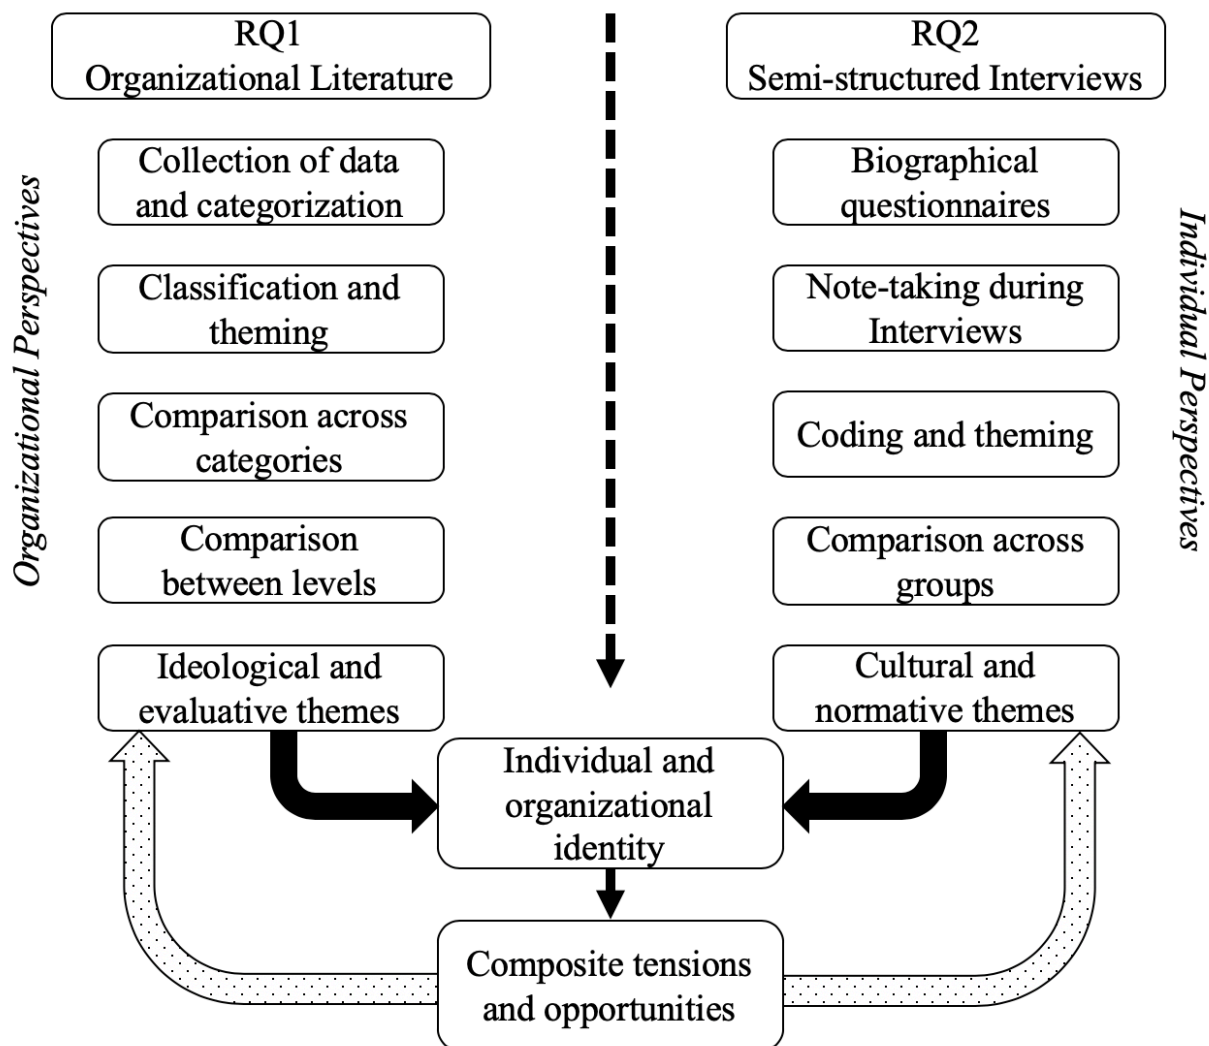 RQ1
Organizational Literature
Collection of data
and categorization
Classification and
theming
Comparison across
categories
Comparison
between levels
Ideological and
evaluative themes
Organizational Perspectives
RQ2
Semi-structured Interviews
Biographical
questionnaires
Note-taking during
Interviews
Coding and theming
Comparison across
groups
Cultural and
normative themes
Individual Perspectives
Individual and
organizational
identity
Composite tensions
and opportunities